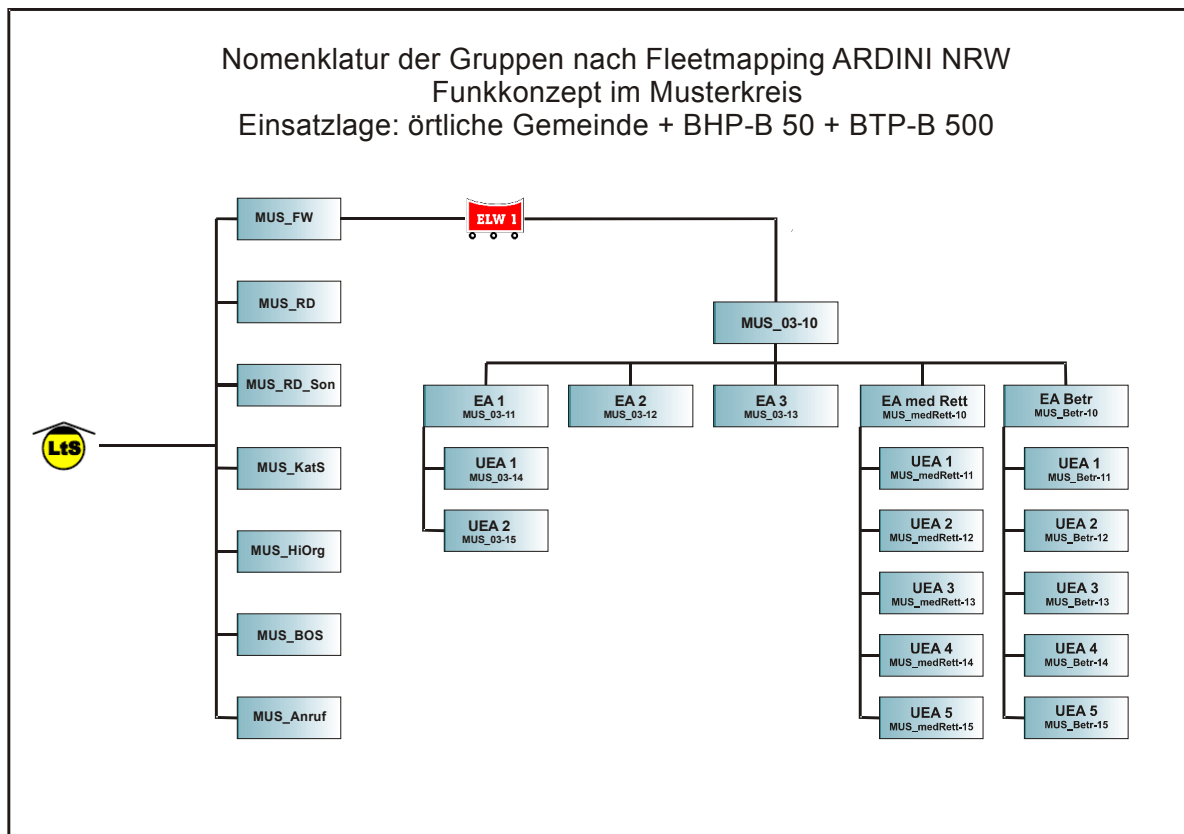 Nomenklatur der Gruppen nach Fleetmapping ARDINI NRW
Funkkonzept im Musterkreis
Einsatzlage: örtliche Gemeinde + BHP-B 50 + BTP-B 500
MUS_FW
ELW 1
MUS_RD
MUS_03-10
MUS_RD_Son
EA 1
MUS_03-11
EA 2
MUS_03-12
EA 3
MUS_03-13
EA med Rett
MUS_medRett-10
EA Betr
MUS_Betr-10
LtS
MUS_KatS
UEA 1
MUS_03-14
UEA 1
MUS_medRett-11
UEA 1
MUS_Betr-11
MUS_HiOrg
UEA 2
MUS_03-15
UEA 2
MUS_medRett-12
UEA 2
MUS_Betr-12
UEA 3
MUS_medRett-13
UEA 3
MUS_Betr-13
MUS_BOS
UEA 4
MUS_medRett-14
UEA 4
MUS_Betr-14
MUS_Anruf
UEA 5
MUS_medRett-15
UEA 5
MUS_Betr-15